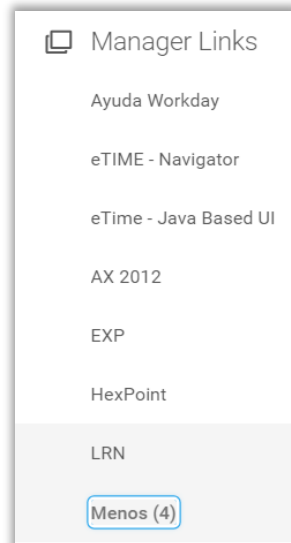 Manager Links
Ayuda Workday
eTIME - Navigator
eTime - Java Based UI
AX 2012
EXP
HexPoint
LRN
Menos (4)